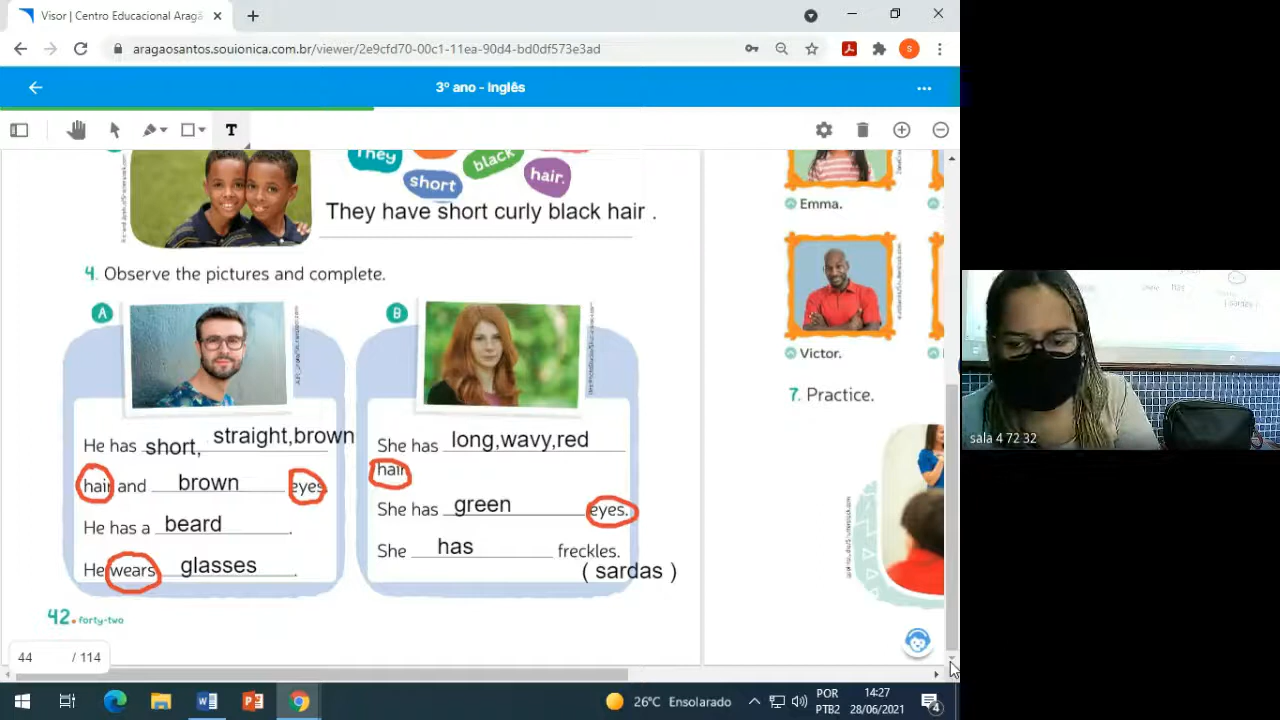 Visor | Centro Educacional Aragã
aragaosantos.souionica.com.br/viewer/2e9cfd70-00c1-11ea-90d4-bd0df573e3ad
S
3º ano - Inglês
T
They
black
short
hair.
They have short curly black hair .
Emma.
4. Observe the pictures and complete.
A
B
Victor.
7. Practice.
He has short, straight,brown
hair and brown eyes
He has a beard .
He wears glasses .
She has long,wavy,red
hair
She has green eyes.
She has freckles.
( sardas )
sala 4 72 32
42. forty-two
44 / 114
26°C Ensolarado
POR
PTB2
14:27
28/06/2021
4